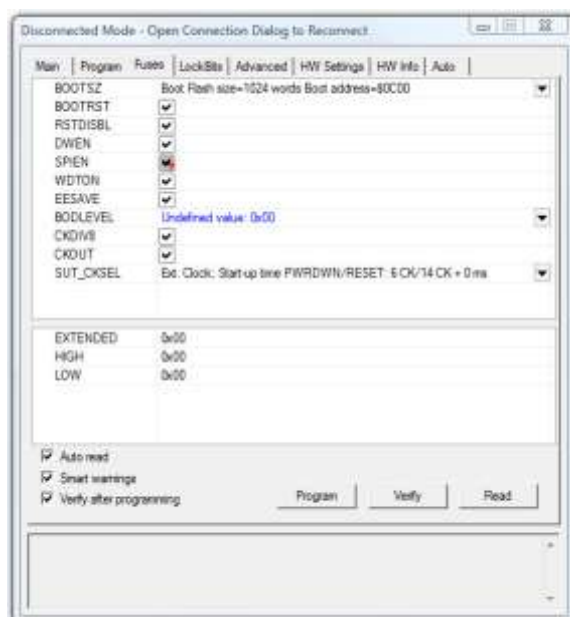 Disconnected Mode - Open Connection Dialog to Reconnect
Main Program Fuses LockBits Advanced HW Settings HW Info Auto
BOOTSZ Boot Flash size=1024 words Boot address=$0C00
BOOTRST
RSTDISBL
DWEN
SPIEN
WDTON
EESAVE
BODLEVEL Undefined value: 0x00
CKDIV8
CKOUT
SUT_CKSEL Ext. Clock; Start-up time PWRDWN/RESET: 6 CK/14 CK + 0 ms
EXTENDED 0x00
HIGH 0x00
LOW 0x00
Auto read
Smart warnings
Verify after programming
Program Verify Read